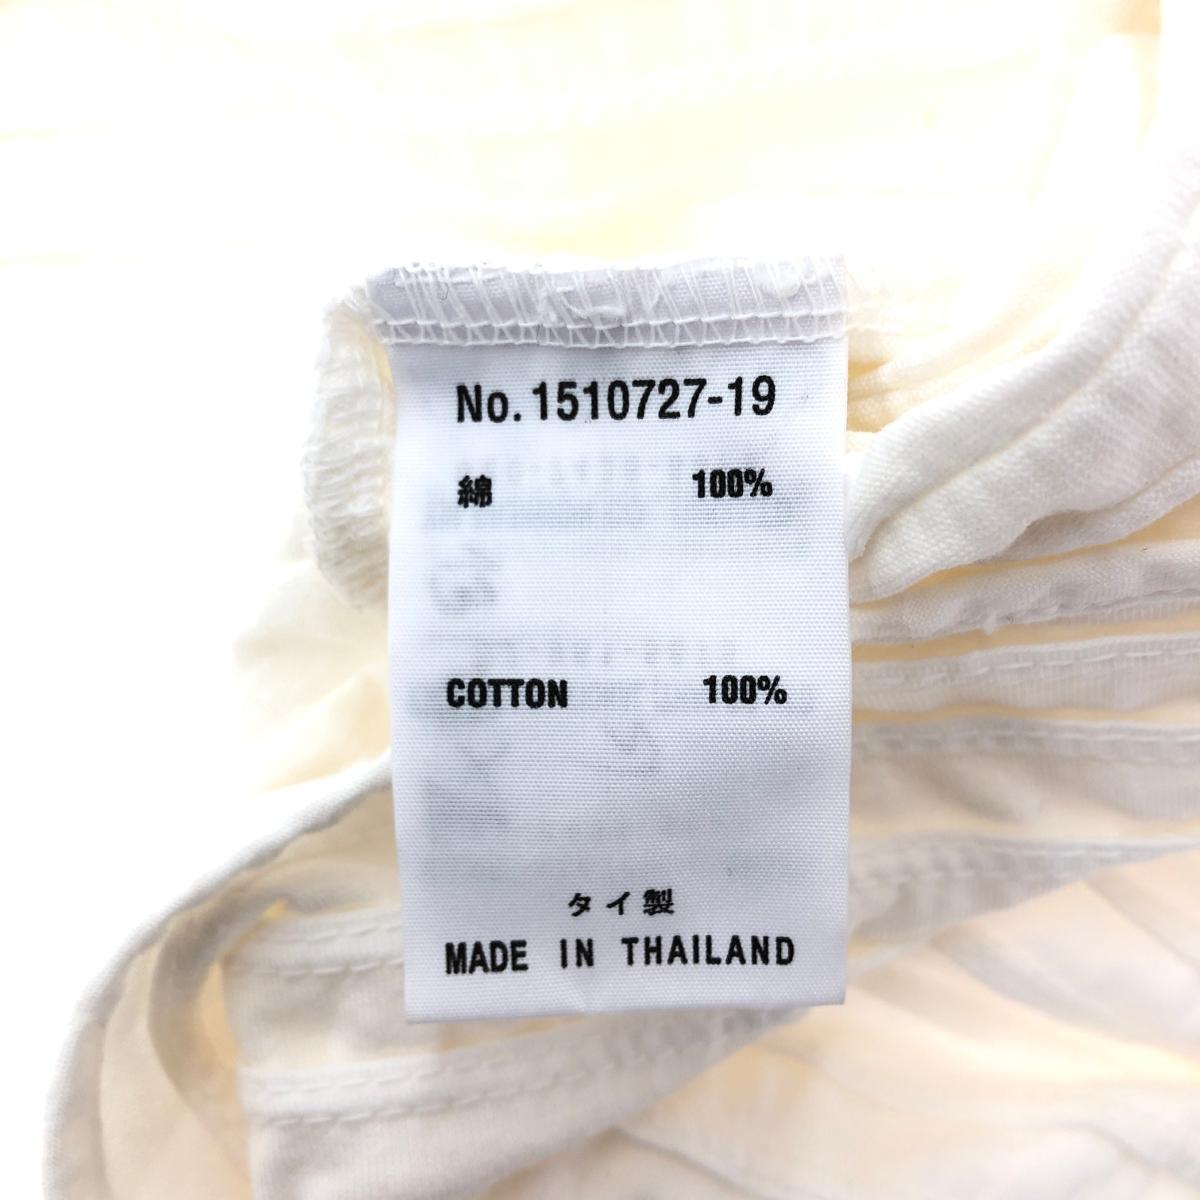 No. 1510727-19
綿 100%
COTTON 100%
タイ製
MADE IN THAILAND